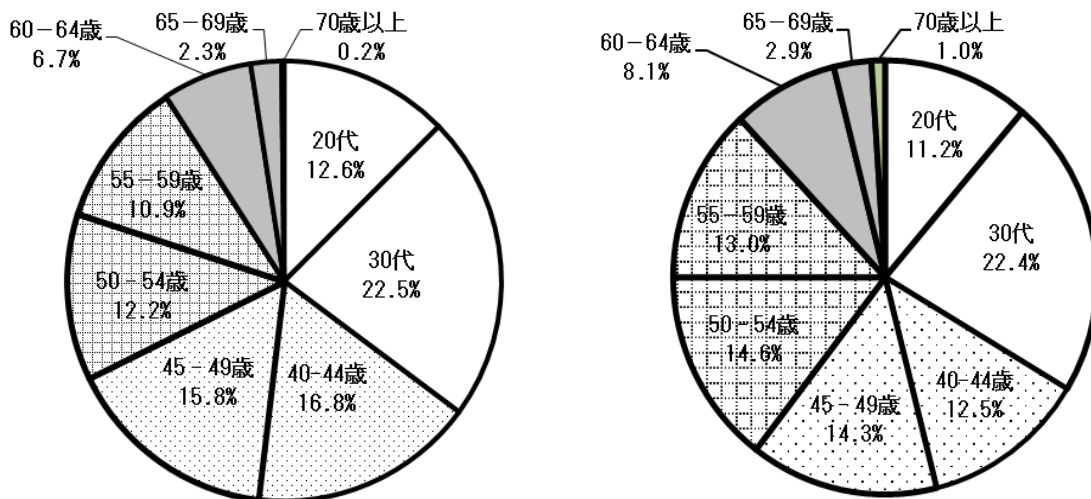 60－64歳
6.7%
65－69歳
2.3%
70歳以上
0.2%
20代
12.6%
30代
22.5%
40-44歳
16.8%
45－49歳
15.8%
50－54歳
12.2%
55－59歳
10.9%
60－64歳
8.1%
65－69歳
2.9%
70歳以上
1.0%
20代
11.2%
30代
22.4%
40-44歳
12.5%
45－49歳
14.3%
50－54歳
14.6%
55－59歳
13.0%